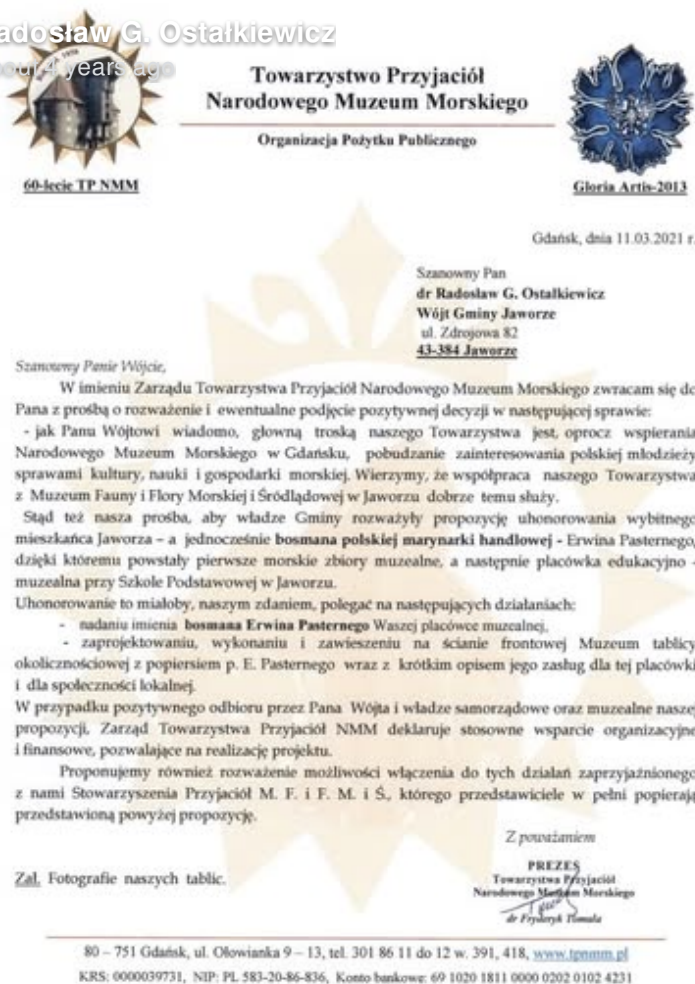 Radosław G. Ostałkiewicz
about 4 years ago
Towarzystwo Przyjaciół
Narodowego Muzeum Morskiego
Organizacja Pożytku Publicznego
60-lecie TP NMM
Gloria Artis-2013
Gdańsk, dnia 11.03.2021 r.
Szanowny Pan
dr Radosław G. Ostałkiewicz
Wójt Gminy Jaworze
ul. Zdrojowa 82
43-384 Jaworze
Szanowny Panie Wójcie,
W imieniu Zarządu Towarzystwa Przyjaciół Narodowego Muzeum Morskiego zwracam się do
Pana z prośbą o rozważenie i ewentualne podjęcie pozytywnej decyzji w następującej sprawie:
- jak Panu Wójtowi wiadomo, głowną troską naszego Towarzystwa jest, oprocz wspierania
Narodowego Muzeum Morskiego w Gdańsku, pobudzanie zainteresowania polskiej młodzieży
sprawami kultury, nauki i gospodarki morskiej. Wierzymy, że współpraca naszego Towarzystwa
z Muzeum Fauny i Flory Morskiej i Śródlądowej w Jaworzu dobrze temu służy.
Stąd też nasza prośba, aby władze Gminy rozważyły propozycję uhonorowania wybitnego
mieszkańca Jaworza – a jednocześnie bosmana polskiej marynarki handlowej - Erwina Pasternego,
dzięki któremu powstały pierwsze morskie zbiory muzealne, a następnie placówka edukacyjno -
muzealna przy Szkole Podstawowej w Jaworzu.
Uhonorowanie to miałoby, naszym zdaniem, polegać na następujących działaniach:
- nadaniu imienia bosmana Erwina Pasternego Waszej placówce muzealnej,
- zaprojektowaniu, wykonaniu i zawieszeniu na ścianie frontowej Muzeum tablicy
okolicznościowej z popiersiem p. E. Pasternego wraz z krótkim opisem jego zasług dla tej placówki
i dla społeczności lokalnej.
W przypadku pozytywnego odbioru przez Pana Wójta i władze samorządowe oraz muzealne naszej
propozycji, Zarząd Towarzystwa Przyjaciół NMM deklaruje stosowne wsparcie organizacyjne
i finansowe, pozwalające na realizację projektu.
Proponujemy również rozważenie możliwości włączenia do tych działań zaprzyjaźnionego
z nami Stowarzyszenia Przyjaciół M. F. i F. M. i Ś., którego przedstawiciele w pełni popierają
przedstawioną powyżej propozycję.
Z poważaniem
Zał. Fotografie naszych tablic.
PREZES
Towarzystwa Przyjaciół
Narodowego Muzeum Morskiego
dr Fryderyk Tomala
80 – 751 Gdańsk, ul. Ołowianka 9 – 13, tel. 301 86 11 do 12 w. 391, 418, www.tpnmm.pl
KRS: 0000039731, NIP: PL 583-20-86-836, Konto bankowe: 69 1020 1811 0000 0202 0102 4231